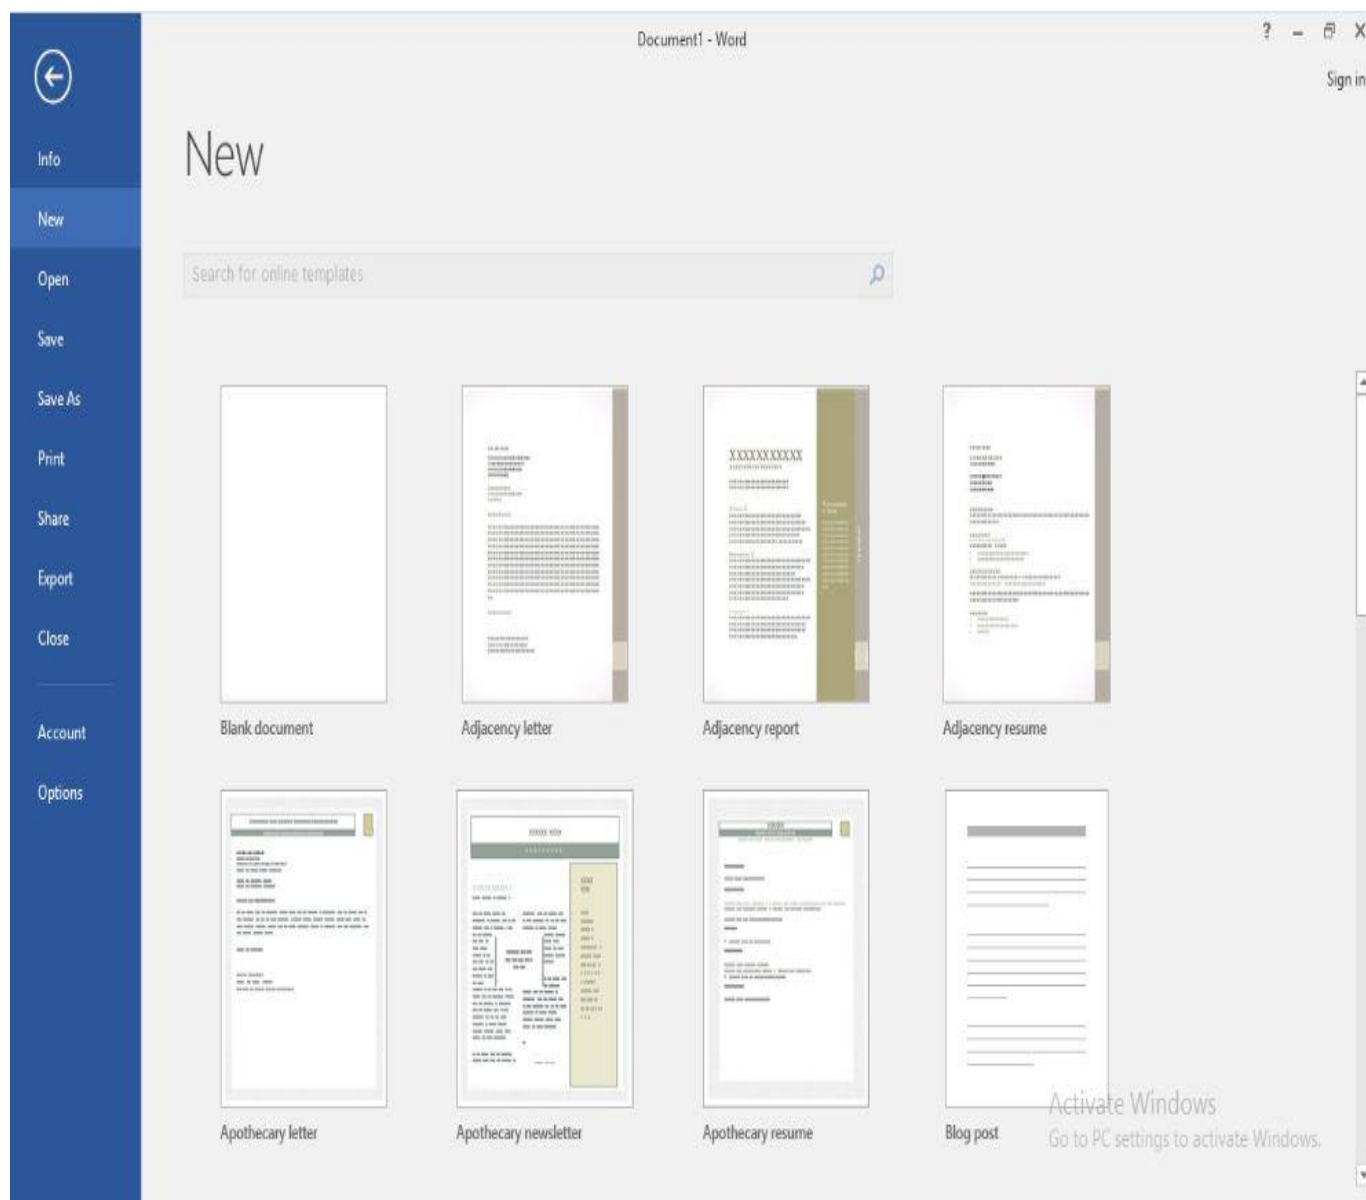 Document1 - Word
?
Sign in
Info
New
Open
Save
Save As
Print
Share
Export
Close
Account
Options
New
Search for online templates
XXXXXXXXXXX
Blank document
Adjacency letter
Adjacency report
Adjacency resume
Apothecary letter
Apothecary newsletter
Apothecary resume
Blog post
Activate Windows
Go to PC settings to activate Windows.